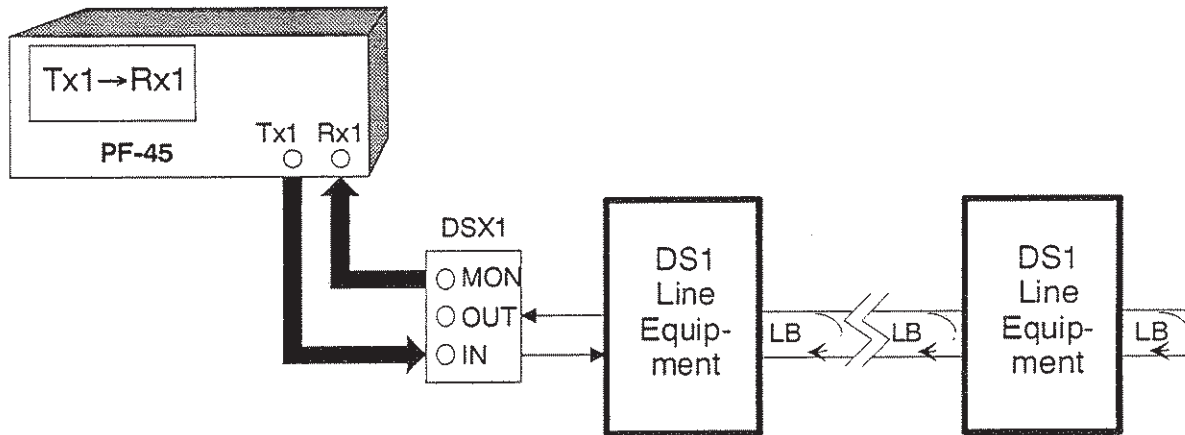 Tx1→Rx1
Tx1 Rx1
PF-45
DSX1
MON
OUT
IN
DS1
Line
Equip-
ment
LB
LB
DS1
Line
Equip-
ment
LB